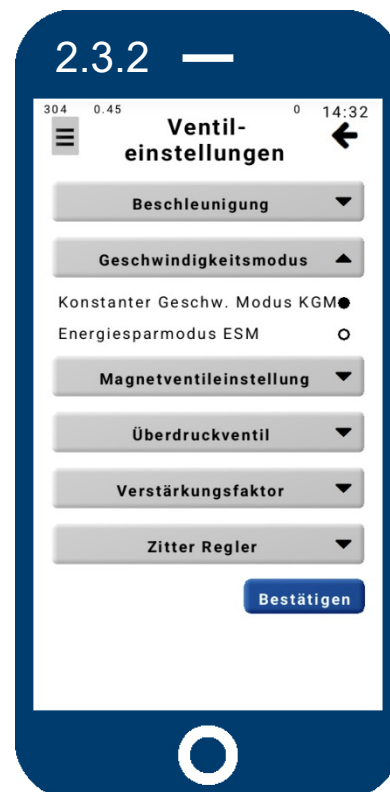 2.3.2
304 0.45 0 14:32
Ventil-
einstellungen
Beschleunigung
Geschwindigkeitsmodus
Konstanter Geschw. Modus KGM
Energiesparmodus ESM
Magnetventileinstellung
Überdruckventil
Verstärkungsfaktor
Zitter Regler
Bestätigen